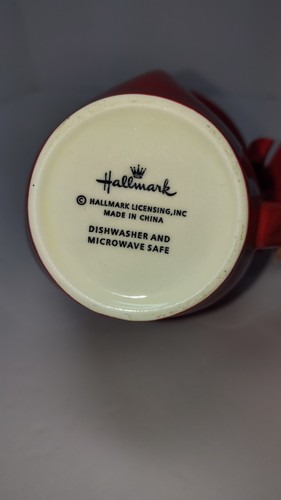 Hallmark
© HALLMARK LICENSING,INC
MADE IN CHINA
DISHWASHER AND
MICROWAVE SAFE